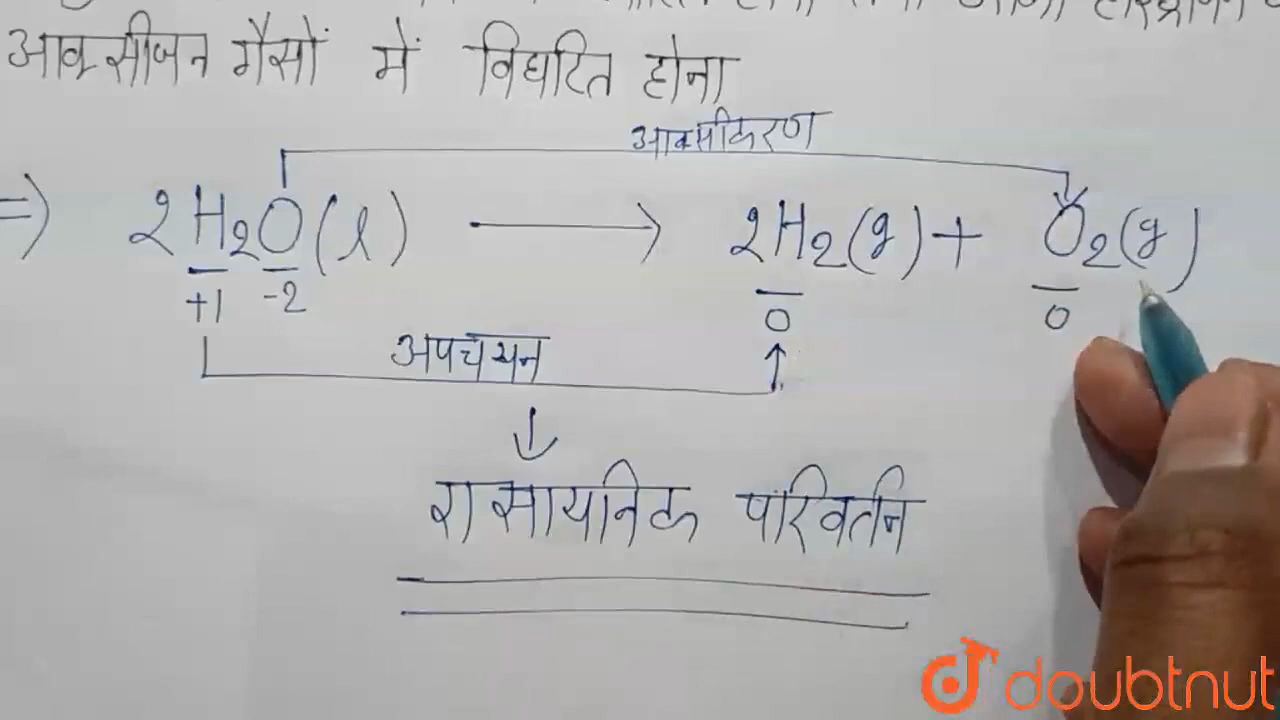 आक्सीजन गैसों में विघटित होना
आक्सीकरण
=> 2H₂O(l) ⟶ 2H₂(g) + O₂(g)
+1 -2 0 0
अपचयन
↓
रासायनिक परिवर्तन
doubtnut